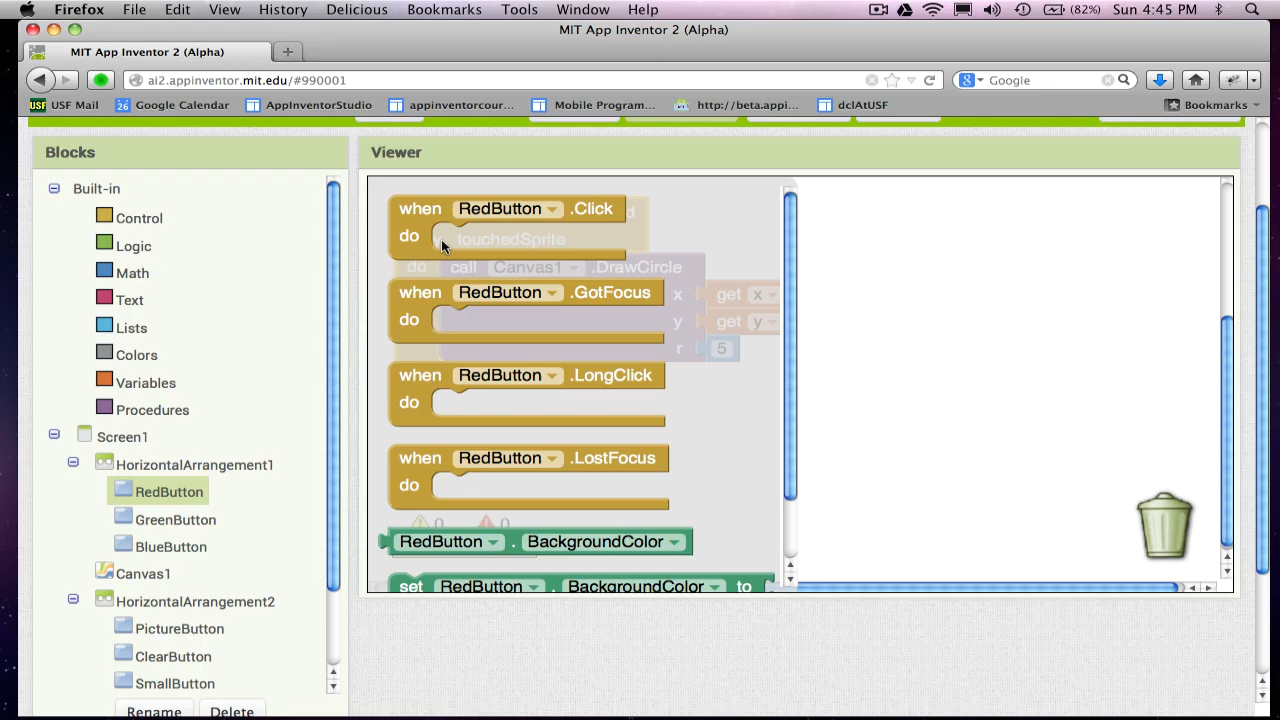 Firefox File Edit View History Delicious Bookmarks Tools Window Help (82%) Sun 4:45 PM
MIT App Inventor 2 (Alpha)
MIT App Inventor 2 (Alpha)
ai2.appinventor.mit.edu/#990001 Google
USF USF Mail 26 Google Calendar AppInventorStudio appinventorcour... Mobile Program... http://beta.appi... dclAtUSF Bookmarks
Blocks
Built-in
Control
Logic
Math
Text
Lists
Colors
Variables
Procedures
Screen1
HorizontalArrangement1
RedButton
GreenButton
BlueButton
Canvas1
HorizontalArrangement2
PictureButton
ClearButton
SmallButton
Rename Delete
Viewer
when RedButton .Click
do touchedSprite
do call Canvas1 .DrawCircle
when RedButton .GotFocus x get x
do y get y
r 5
when RedButton .LongClick
do
when RedButton .LostFocus
do
0 0
RedButton . BackgroundColor
set RedButton . BackgroundColor to